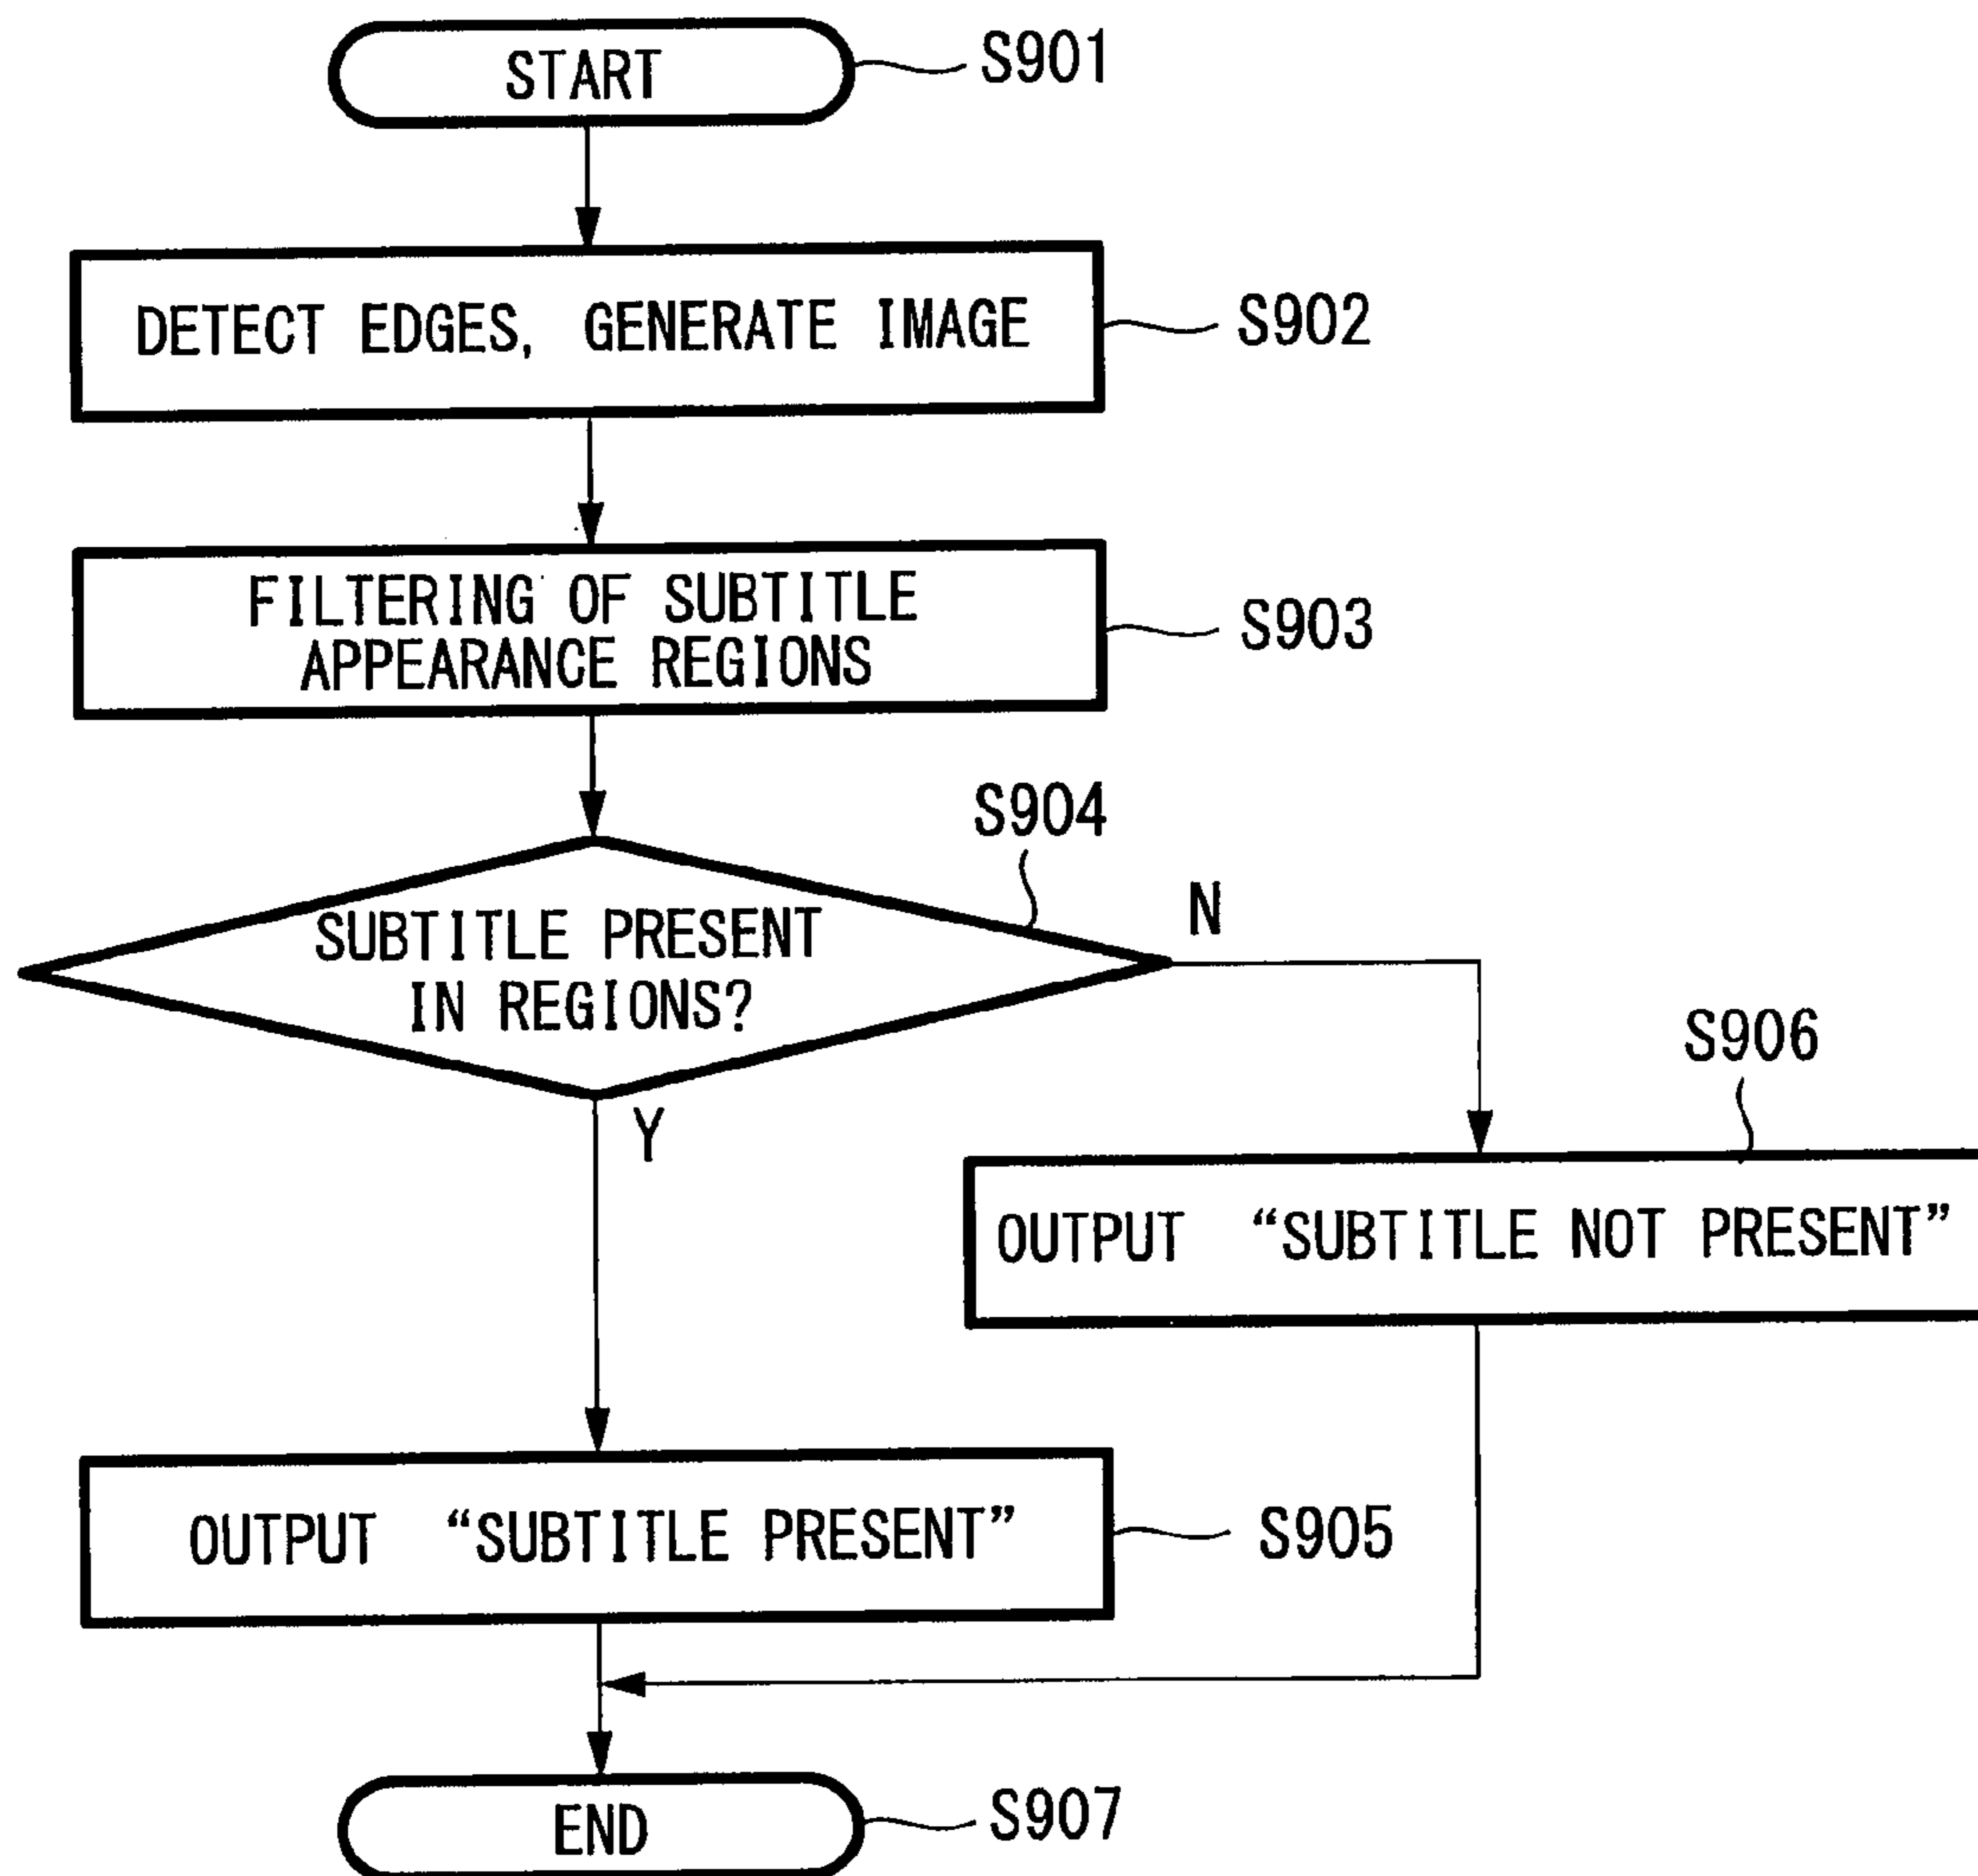 START
S901
DETECT EDGES, GENERATE IMAGE
S902
FILTERING OF SUBTITLE
APPEARANCE REGIONS
S903
S904
SUBTITLE PRESENT
IN REGIONS?
N
Y
S906
OUTPUT “SUBTITLE NOT PRESENT”
OUTPUT “SUBTITLE PRESENT”
S905
END
S907